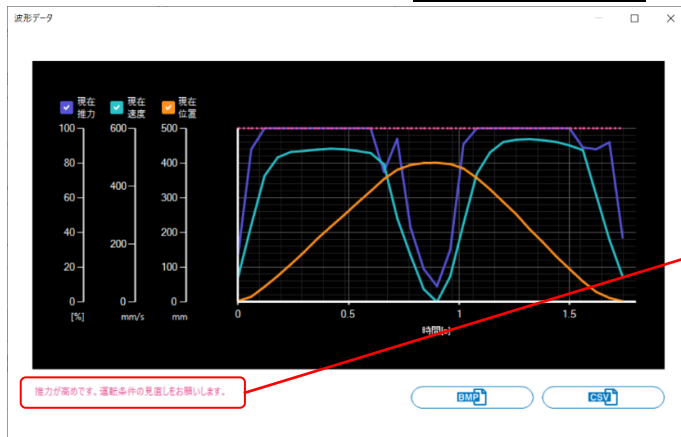 波形データ
現在 現在 現在
推力 速度 位置
100 600 500
80 400
400
60 300
40 200
200
20 100
0 0 0
[%] mm/s mm
0 0.5 1 1.5
時間[s]
推力が高めです。運転条件の見直しをお願いします。
BMP CSV